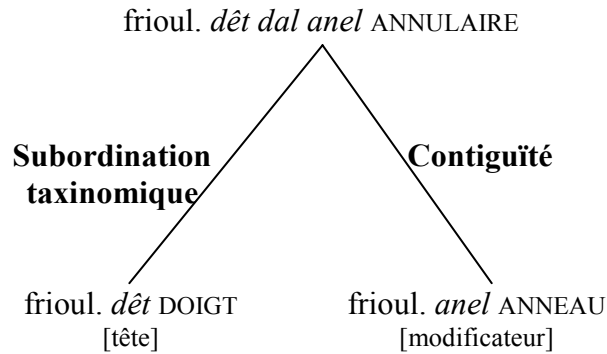 frioul. dêt dal anel ANNULAIRE
Subordination
taxinomique
Contiguïté
frioul. dêt DOIGT
[tête]
frioul. anel ANNEAU
[modificateur]